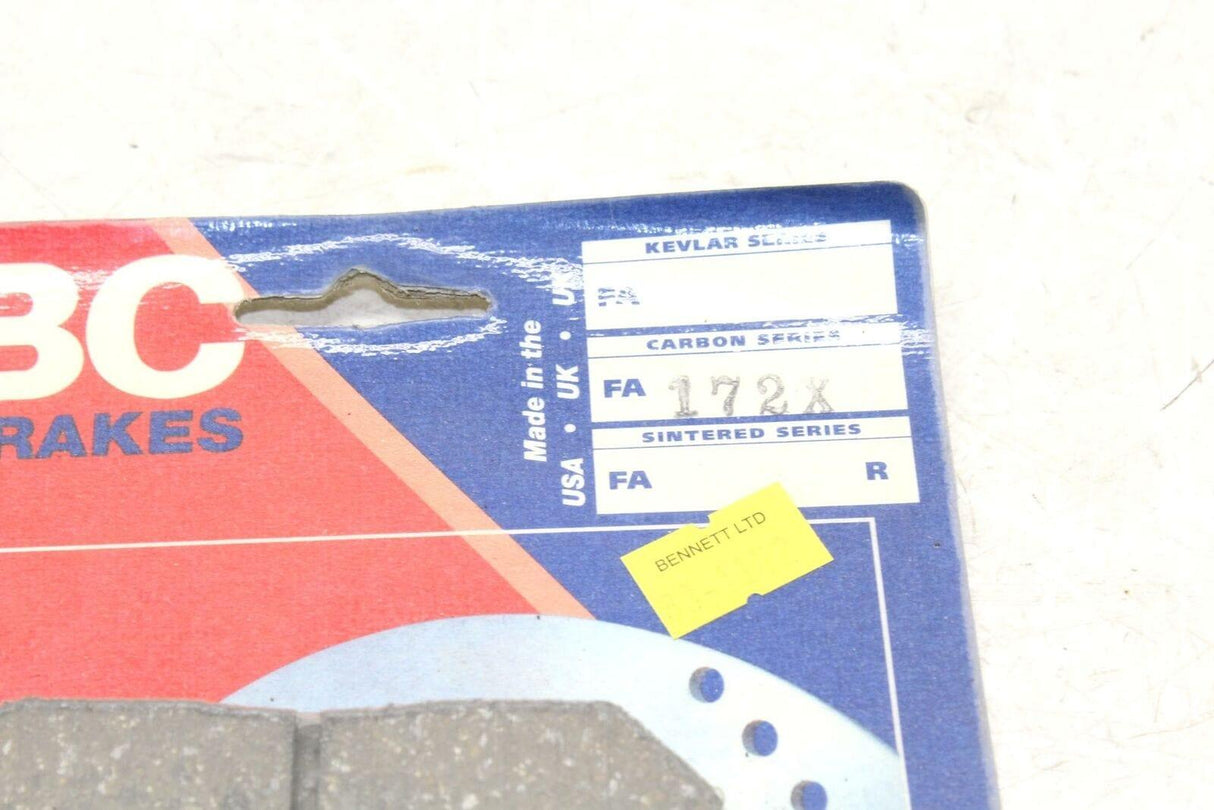 BC
RAKES
Made in the
USA • UK • USA • UK
KEVLAR SERIES
FA
CARBON SERIES
FA 172X
SINTERED SERIES
FA R
BENNETT LTD